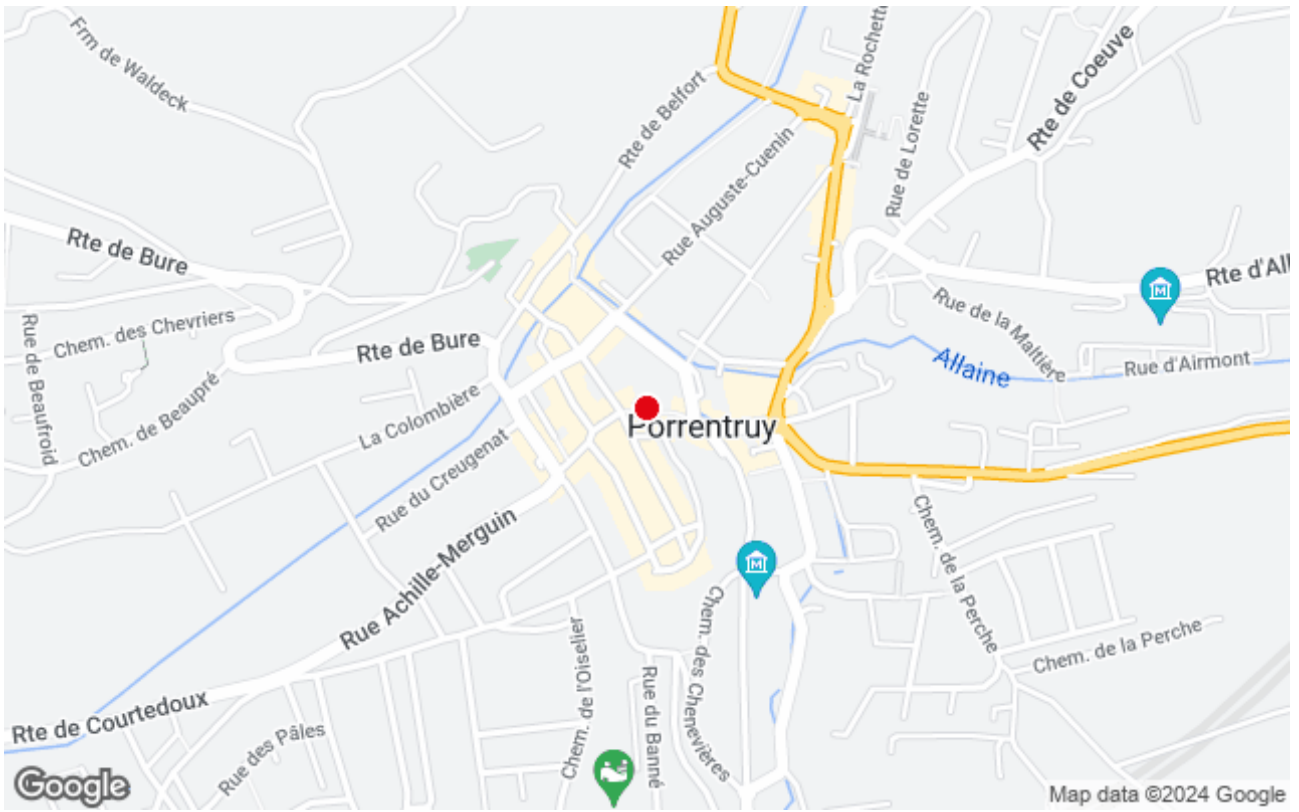 Frm de Waldeck
Rte de Belfort
La Rochett
Rte de Coeuve
Rue de Lorette
Rue Auguste-Cuenin
Rte de Bure
Rte d'All
Rue de la Maltière
Chem. des Chevriers
Rue de Beaufroid
Rte de Bure
Allaine
Rue d'Airmont
Chem. de Beaupré
La Colombière
Porrentruy
Rue du Creugenat
Rue Achille-Merguin
Chem. de la Perche
Chem. de la Perche
Chem. de l'Oiselier
Chem. des Chenevières
Rue du Banné
Rte de Courtedoux
Rue des Pâles
Google
Map data ©2024 Google
M
M